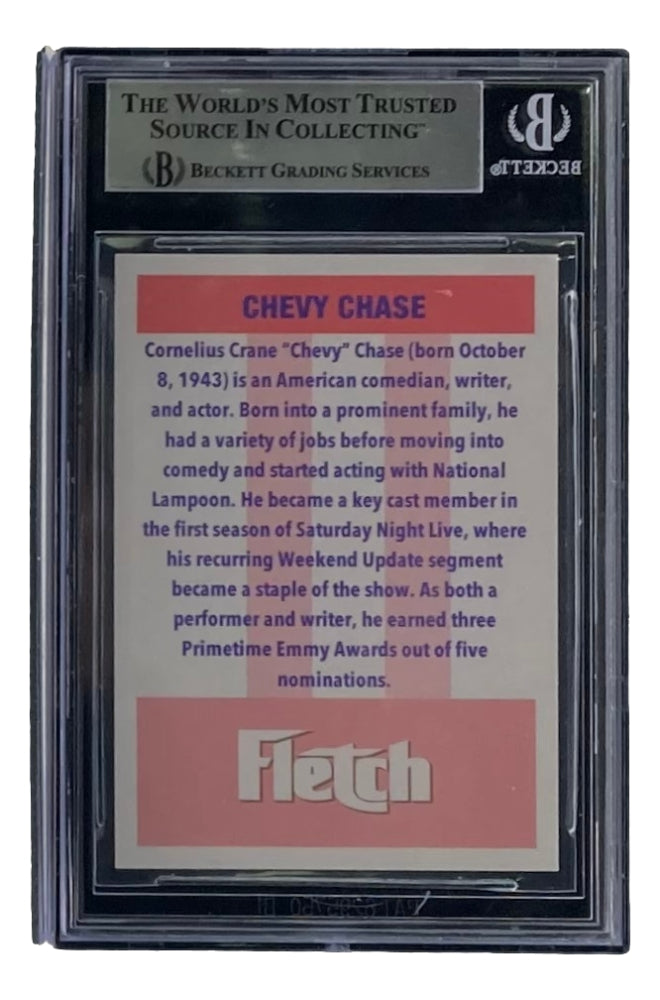 THE WORLD'S MOST TRUSTED
SOURCE IN COLLECTING™
B BECKETT GRADING SERVICES
B
BECKETT®
CHEVY CHASE
Cornelius Crane "Chevy" Chase (born October
8, 1943) is an American comedian, writer,
and actor. Born into a prominent family, he
had a variety of jobs before moving into
comedy and started acting with National
Lampoon. He became a key cast member in
the first season of Saturday Night Live, where
his recurring Weekend Update segment
became a staple of the show. As both a
performer and writer, he earned three
Primetime Emmy Awards out of five
nominations.
Fletch